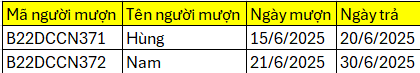 Mã người mượn Tên người mượn Ngày mượn Ngày trả
B22DCCN371 Hùng 15/6/2025 20/6/2025
B22DCCN372 Nam 21/6/2025 30/6/2025